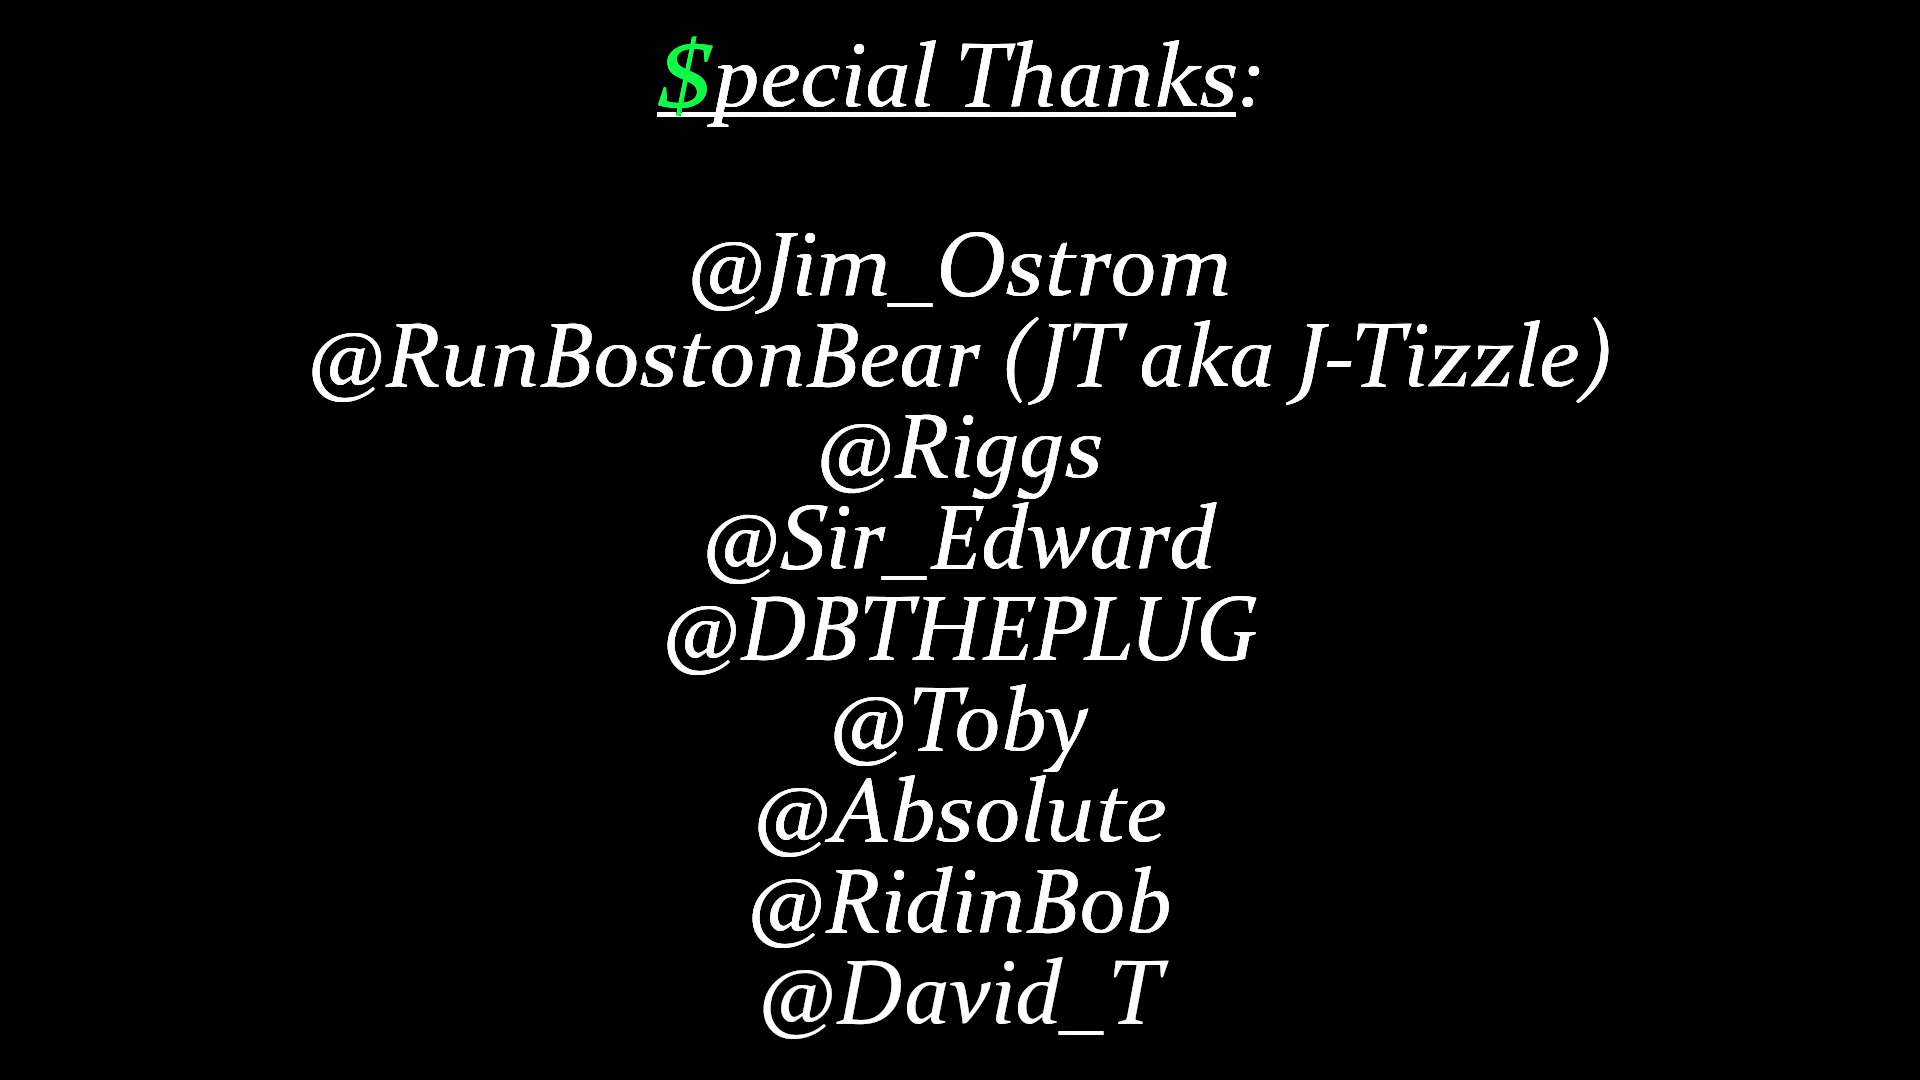 $pecial Thanks:
@Jim_Ostrom
@RunBostonBear (JT aka J-Tizzle)
@Riggs
@Sir_Edward
@DBTHEPLUG
@Toby
@Absolute
@RidinBob
@David_T